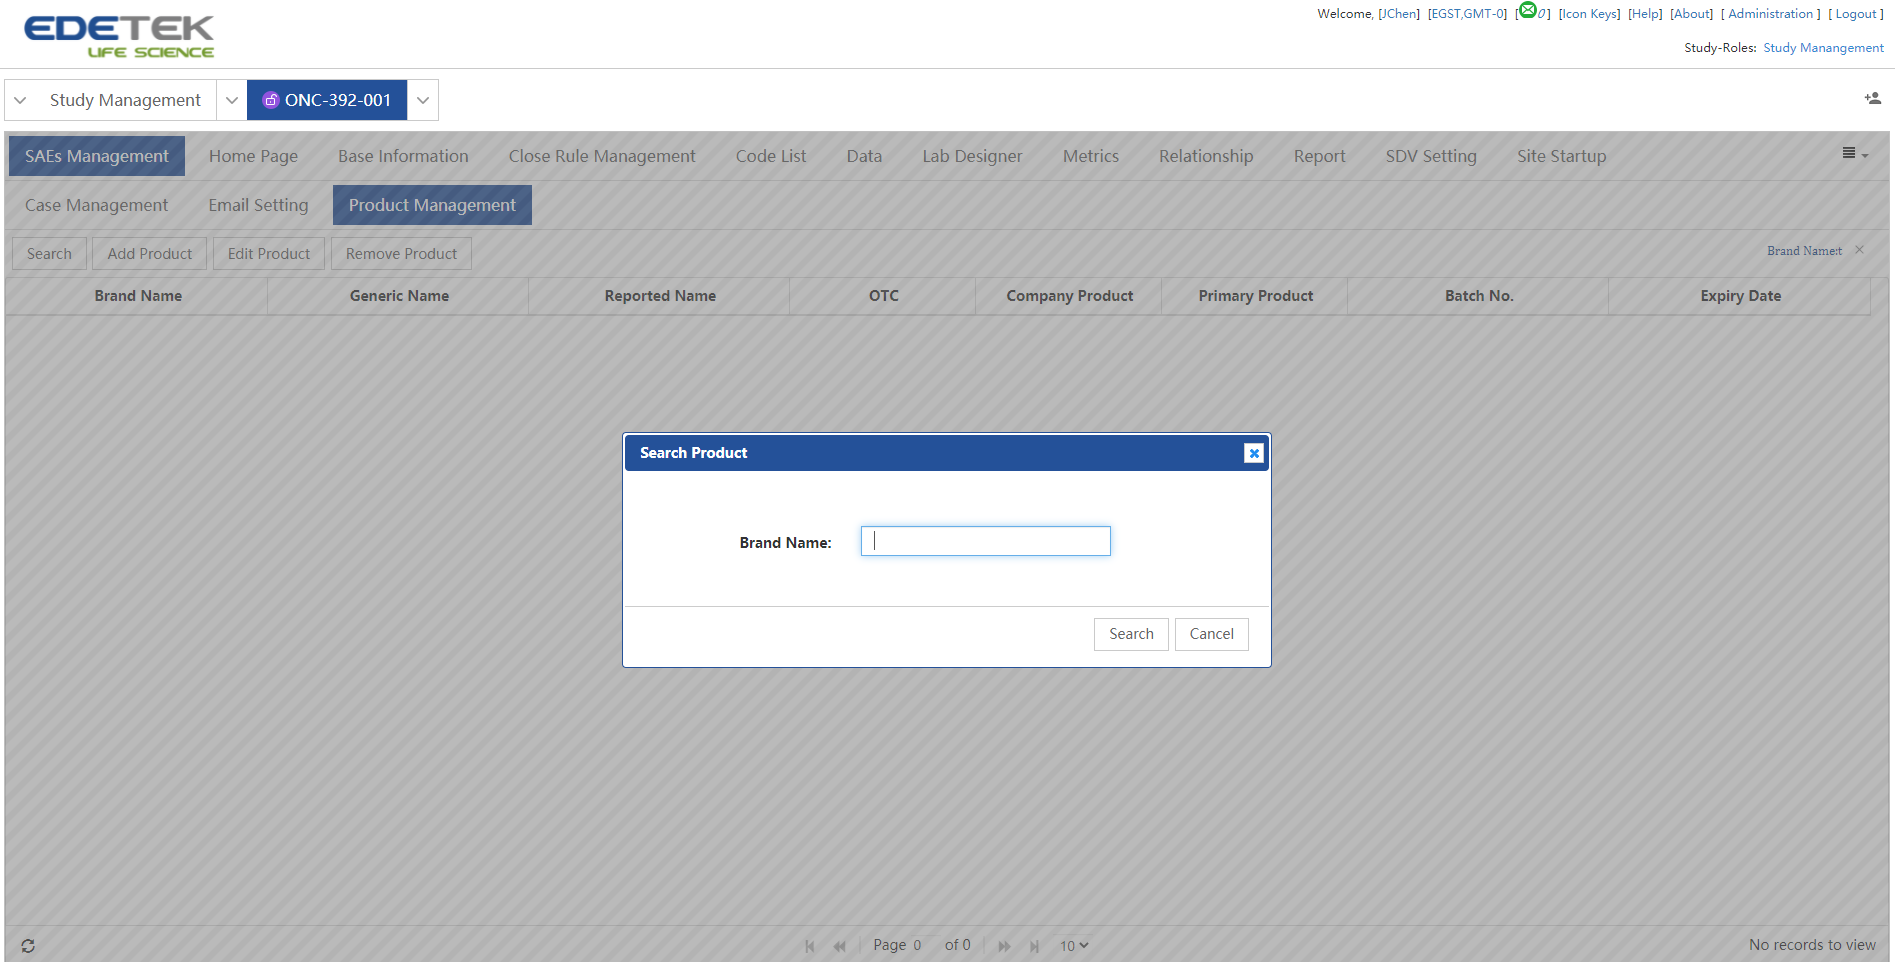 EDETEK
LIFE SCIENCE
Welcome, [JChen] [EGST,GMT-0] [0] [Icon Keys] [Help] [About] [ Administration ] [ Logout ]
Study-Roles: Study Manangement
Study Management ONC-392-001
SAEs Management Home Page Base Information Close Rule Management Code List Data Lab Designer Metrics Relationship Report SDV Setting Site Startup
Case Management Email Setting Product Management
Search Add Product Edit Product Remove Product Brand Name:t ×
Brand Name Generic Name Reported Name OTC Company Product Primary Product Batch No. Expiry Date
Search Product
Brand Name:
Search Cancel
Page 0 of 0 10 No records to view